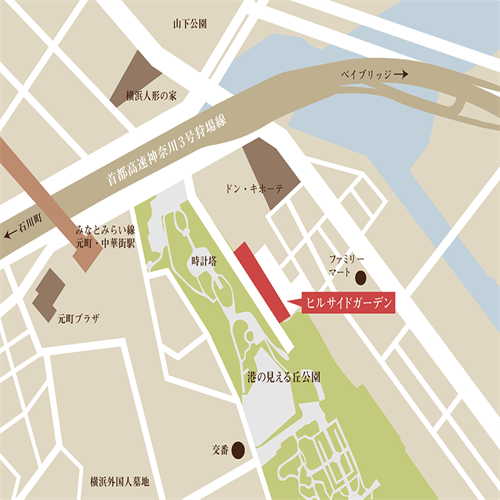 山下公園
ベイブリッジ
横浜人形の家
首都高速神奈川3号狩場線
ドン・キホーテ
石川町
みなとみらい線
元町・中華街駅
時計塔
ファミリー
マート
ヒルサイドガーデン
元町プラザ
港の見える丘公園
交番
横浜外国人墓地